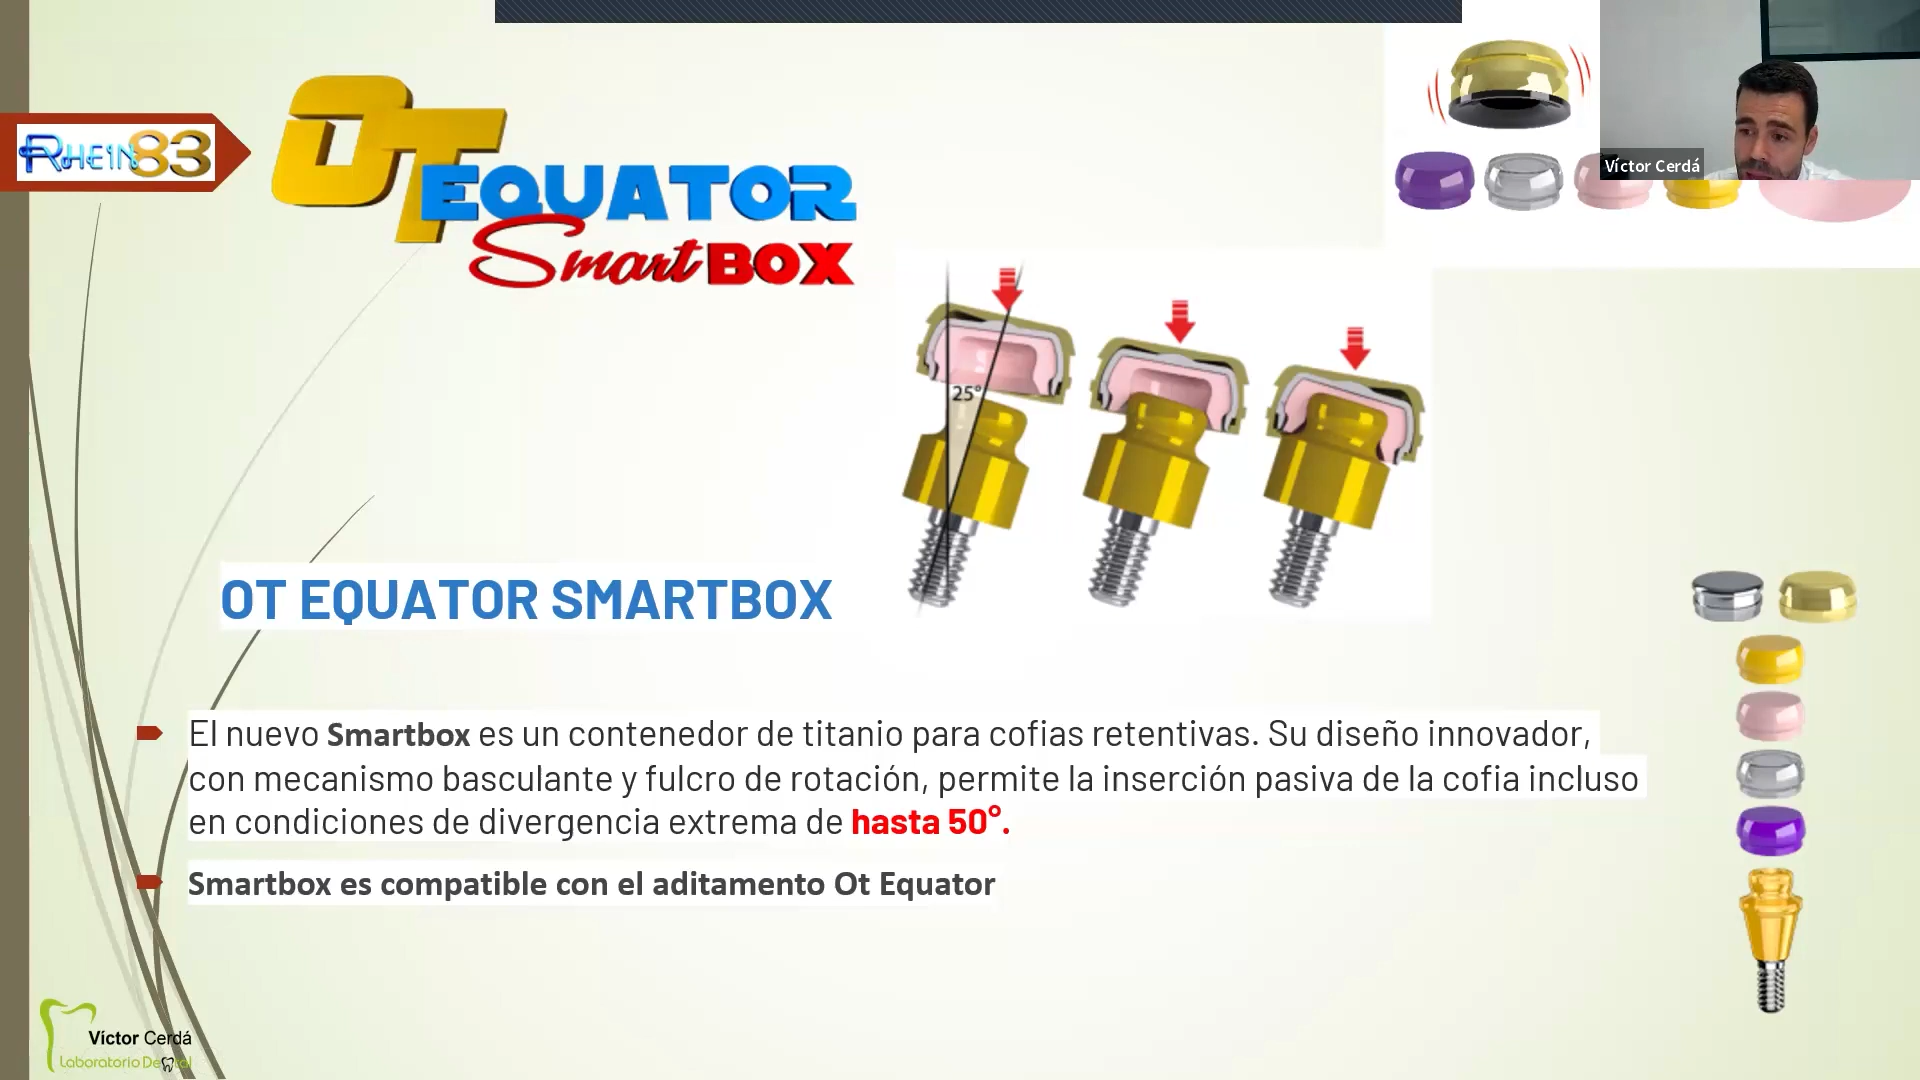 RHEIN83
OT
EQUATOR
Smart BOX
Víctor Cerdá
25°
OT EQUATOR SMARTBOX
El nuevo Smartbox es un contenedor de titanio para cofias retentivas. Su diseño innovador,
con mecanismo basculante y fulcro de rotación, permite la inserción pasiva de la cofia incluso
en condiciones de divergencia extrema de hasta 50°.
Smartbox es compatible con el aditamento Ot Equator
Víctor Cerdá
Laboratorio Dental